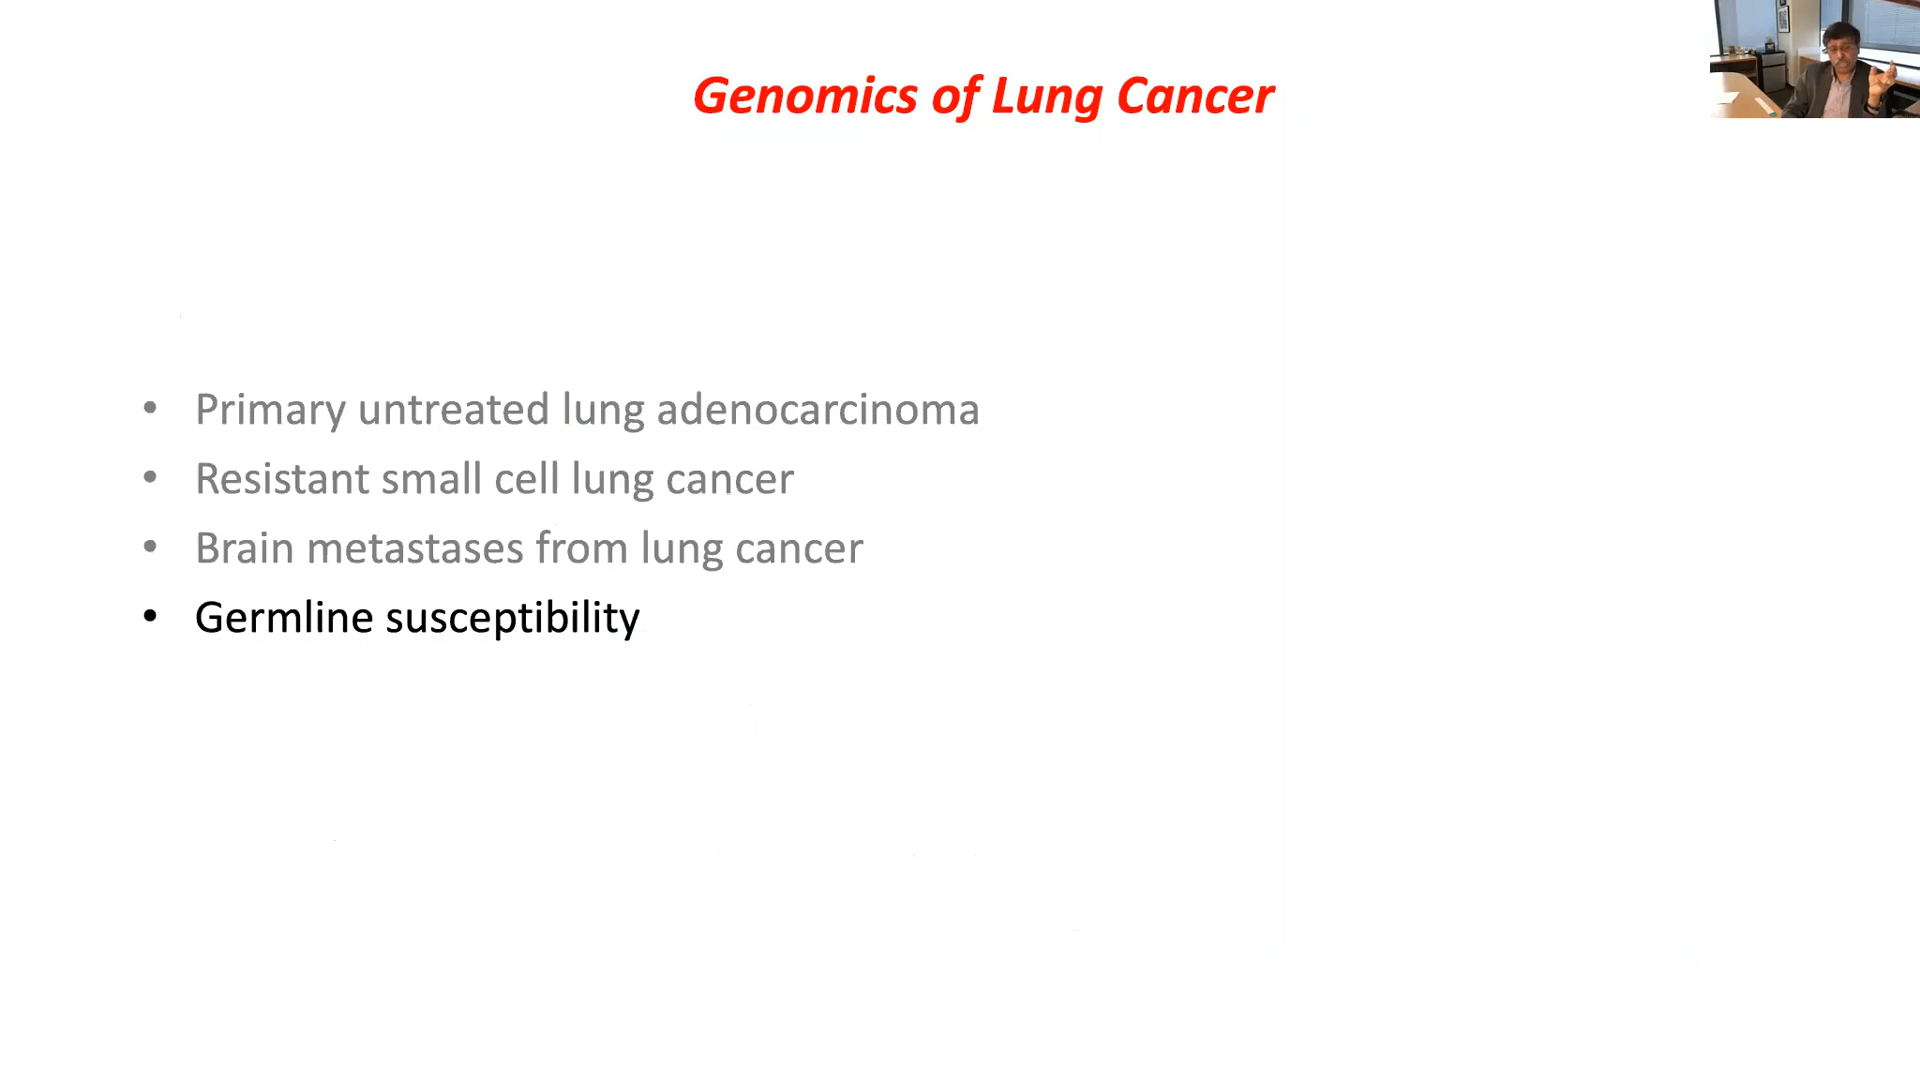 Genomics of Lung Cancer
• Primary untreated lung adenocarcinoma
• Resistant small cell lung cancer
• Brain metastases from lung cancer
• Germline susceptibility